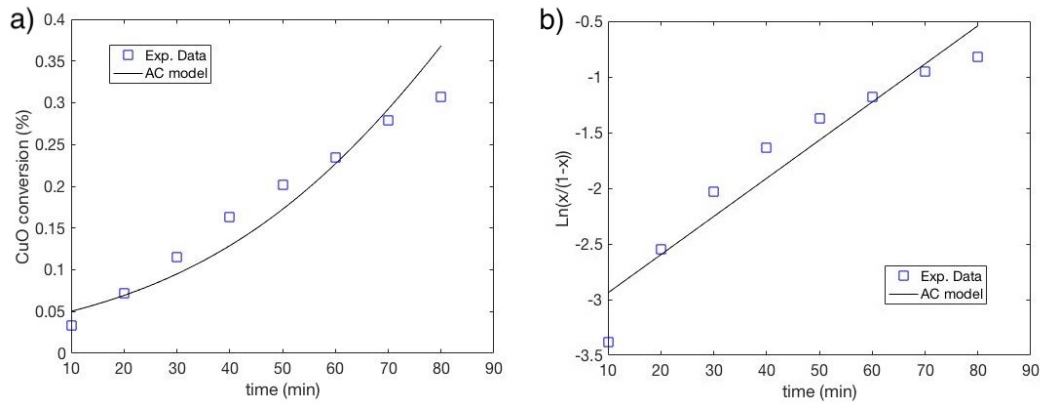 a)
0.4
0.35
0.3
0.25
0.2
0.15
0.1
0.05
0
CuO conversion (%)
Exp. Data
AC model
10 20 30 40 50 60 70 80 90
time (min)
b)
-0.5
-1
-1.5
-2
-2.5
-3
-3.5
Ln(x/(1-x))
Exp. Data
AC model
10 20 30 40 50 60 70 80 90
time (min)